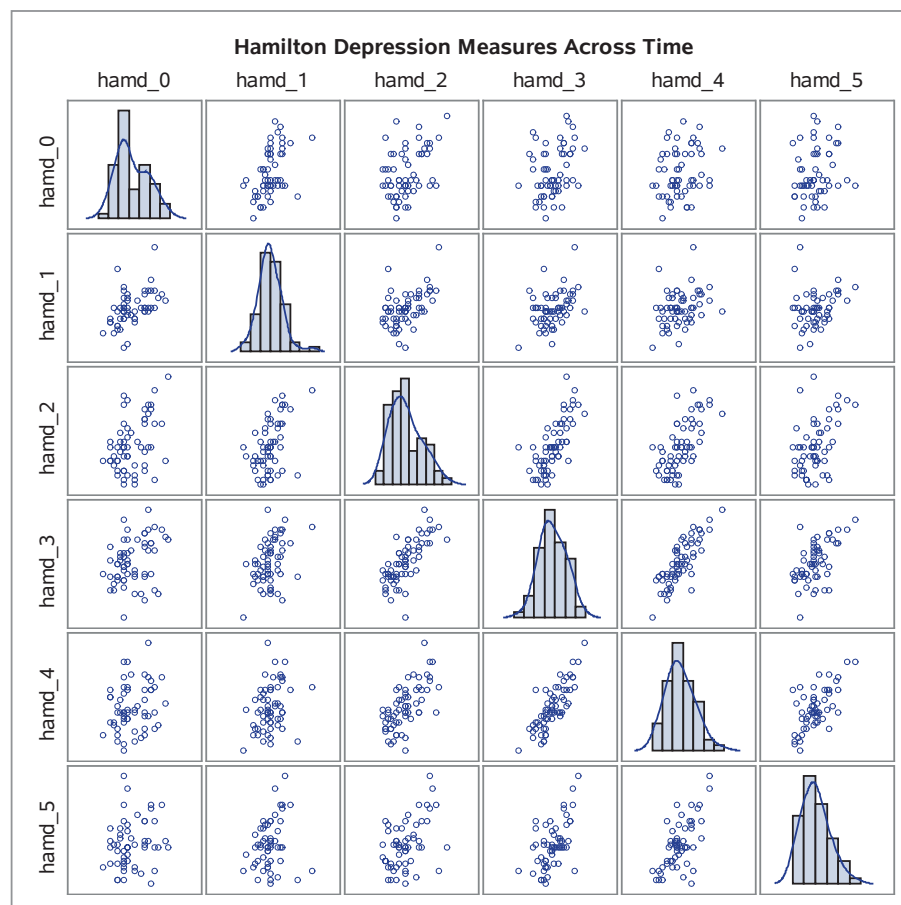 Hamilton Depression Measures Across Time
hamd_0 hamd_1 hamd_2 hamd_3 hamd_4 hamd_5
hamd_0
hamd_1
hamd_2
hamd_3
hamd_4
hamd_5